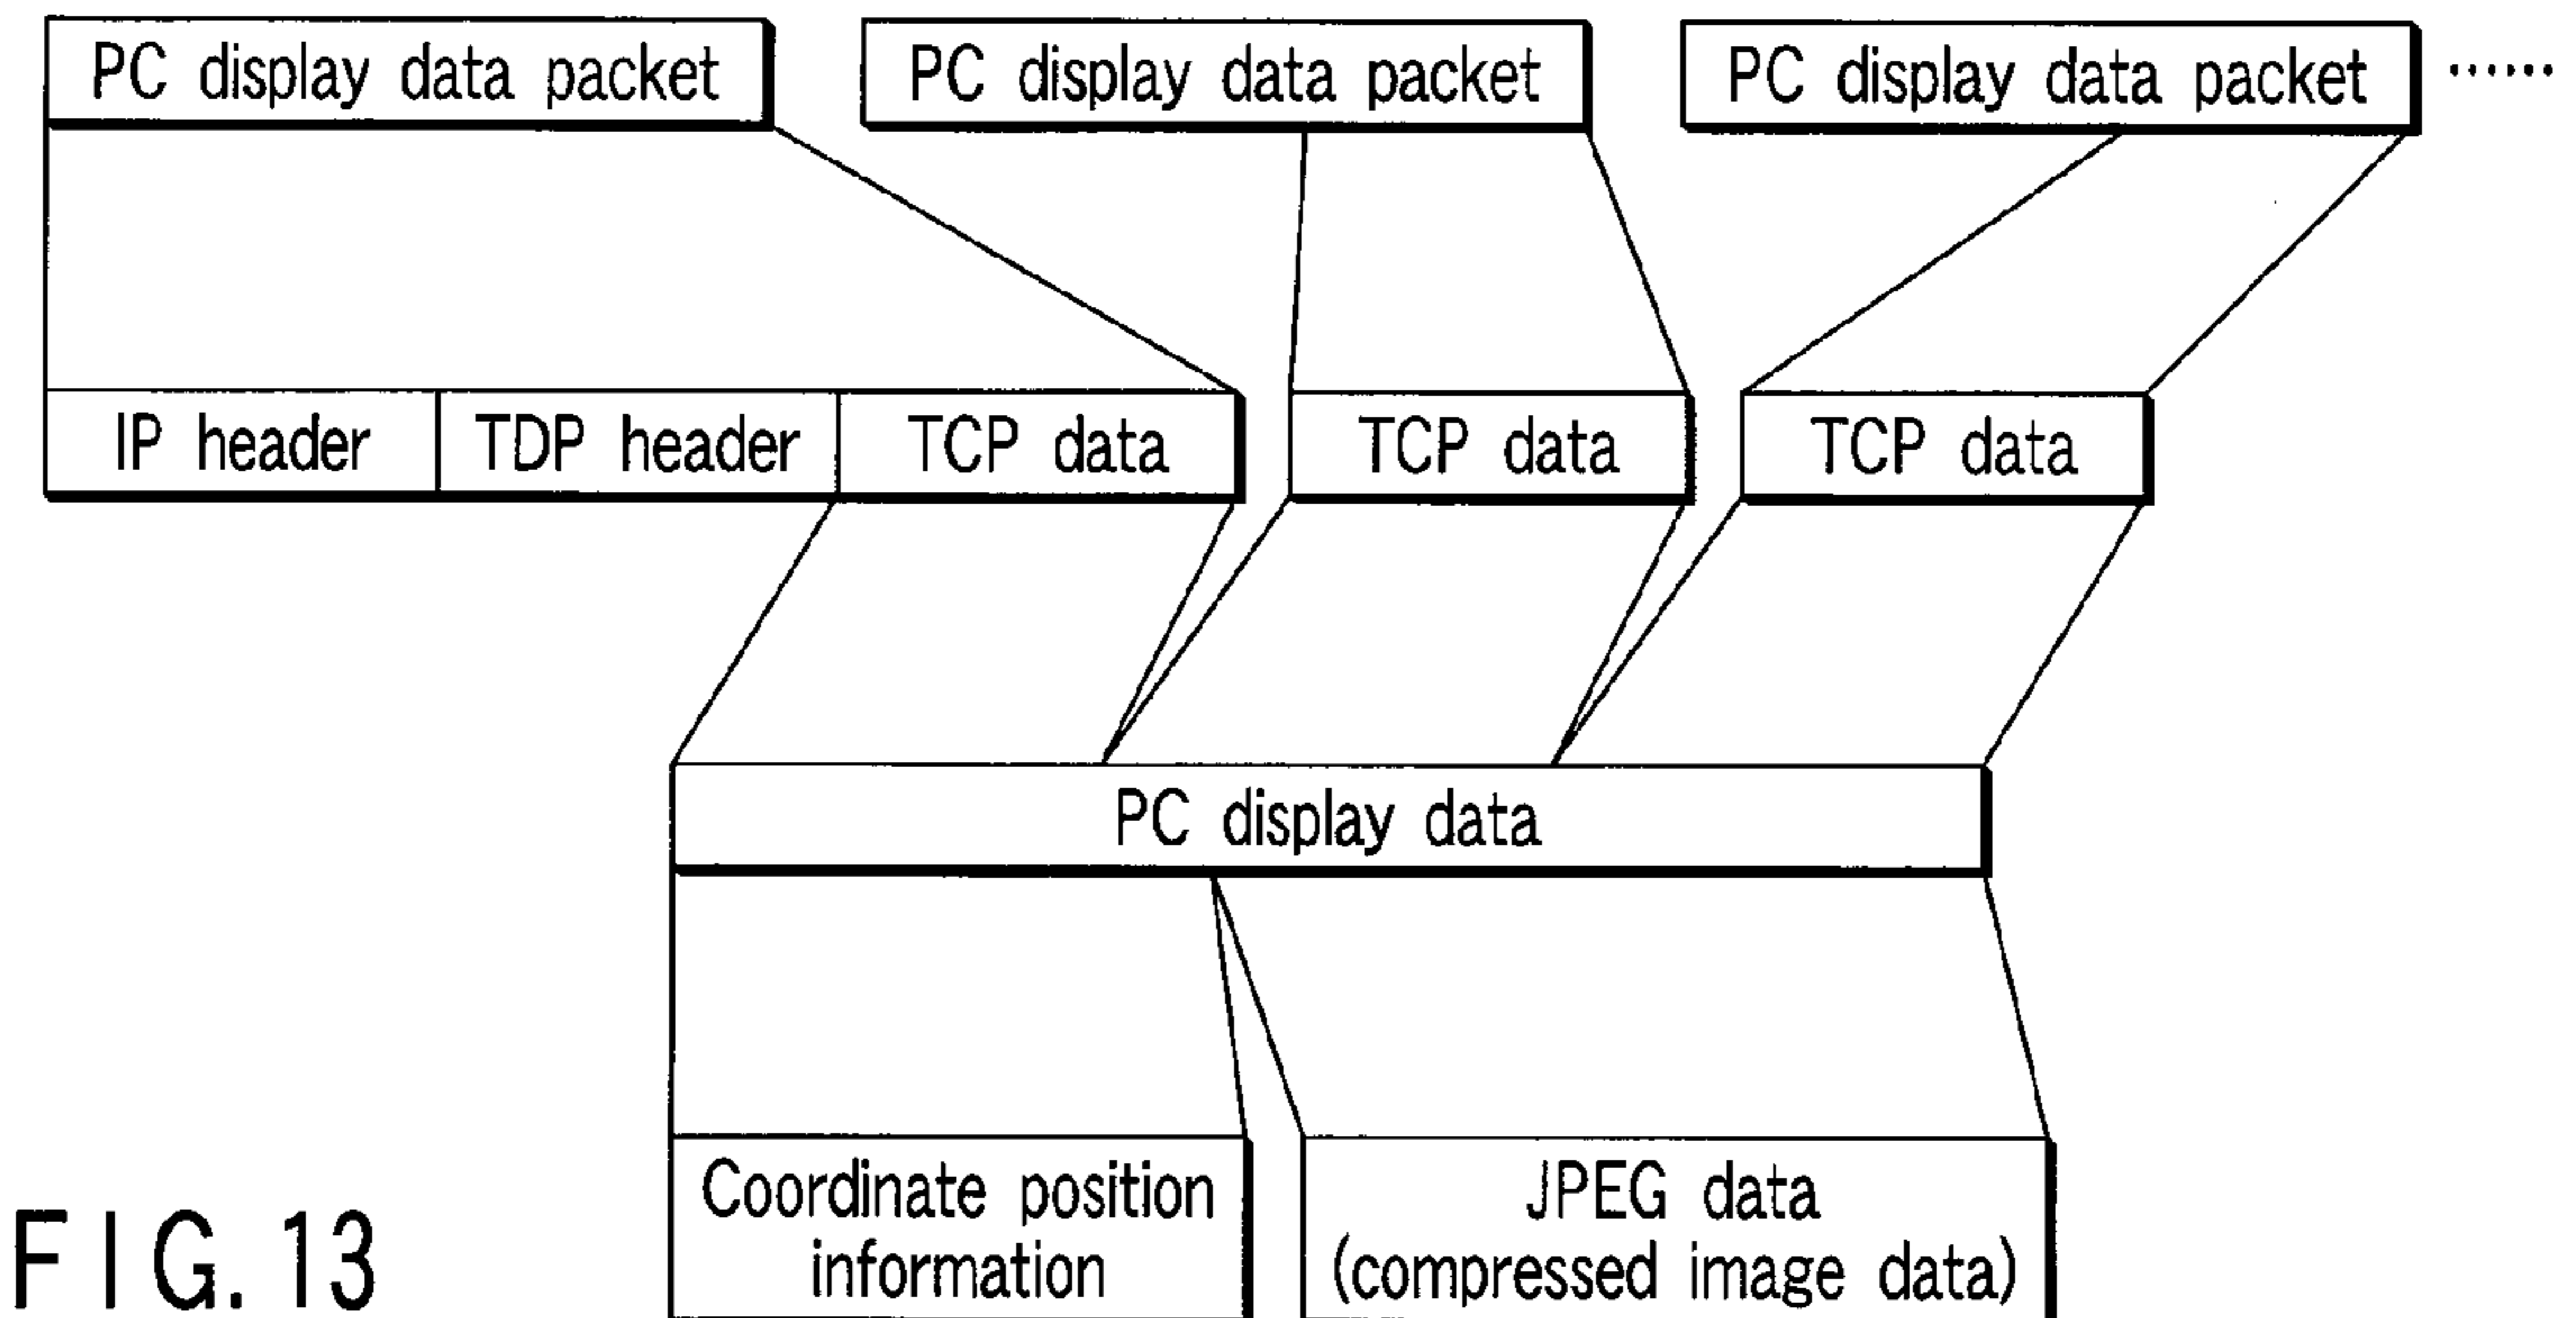 PC display data packet
PC display data packet
PC display data packet ......
IP header
TDP header
TCP data
TCP data
TCP data
PC display data
Coordinate position
information
JPEG data
(compressed image data)
FIG. 13